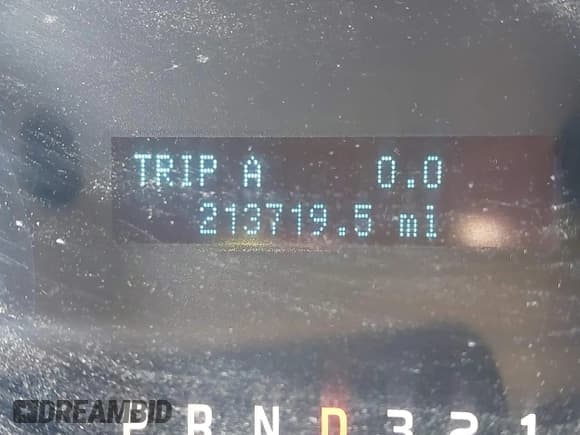 TRIP A 0.0
213719.5 mi
P R N D 3 2 1
DREAMBID